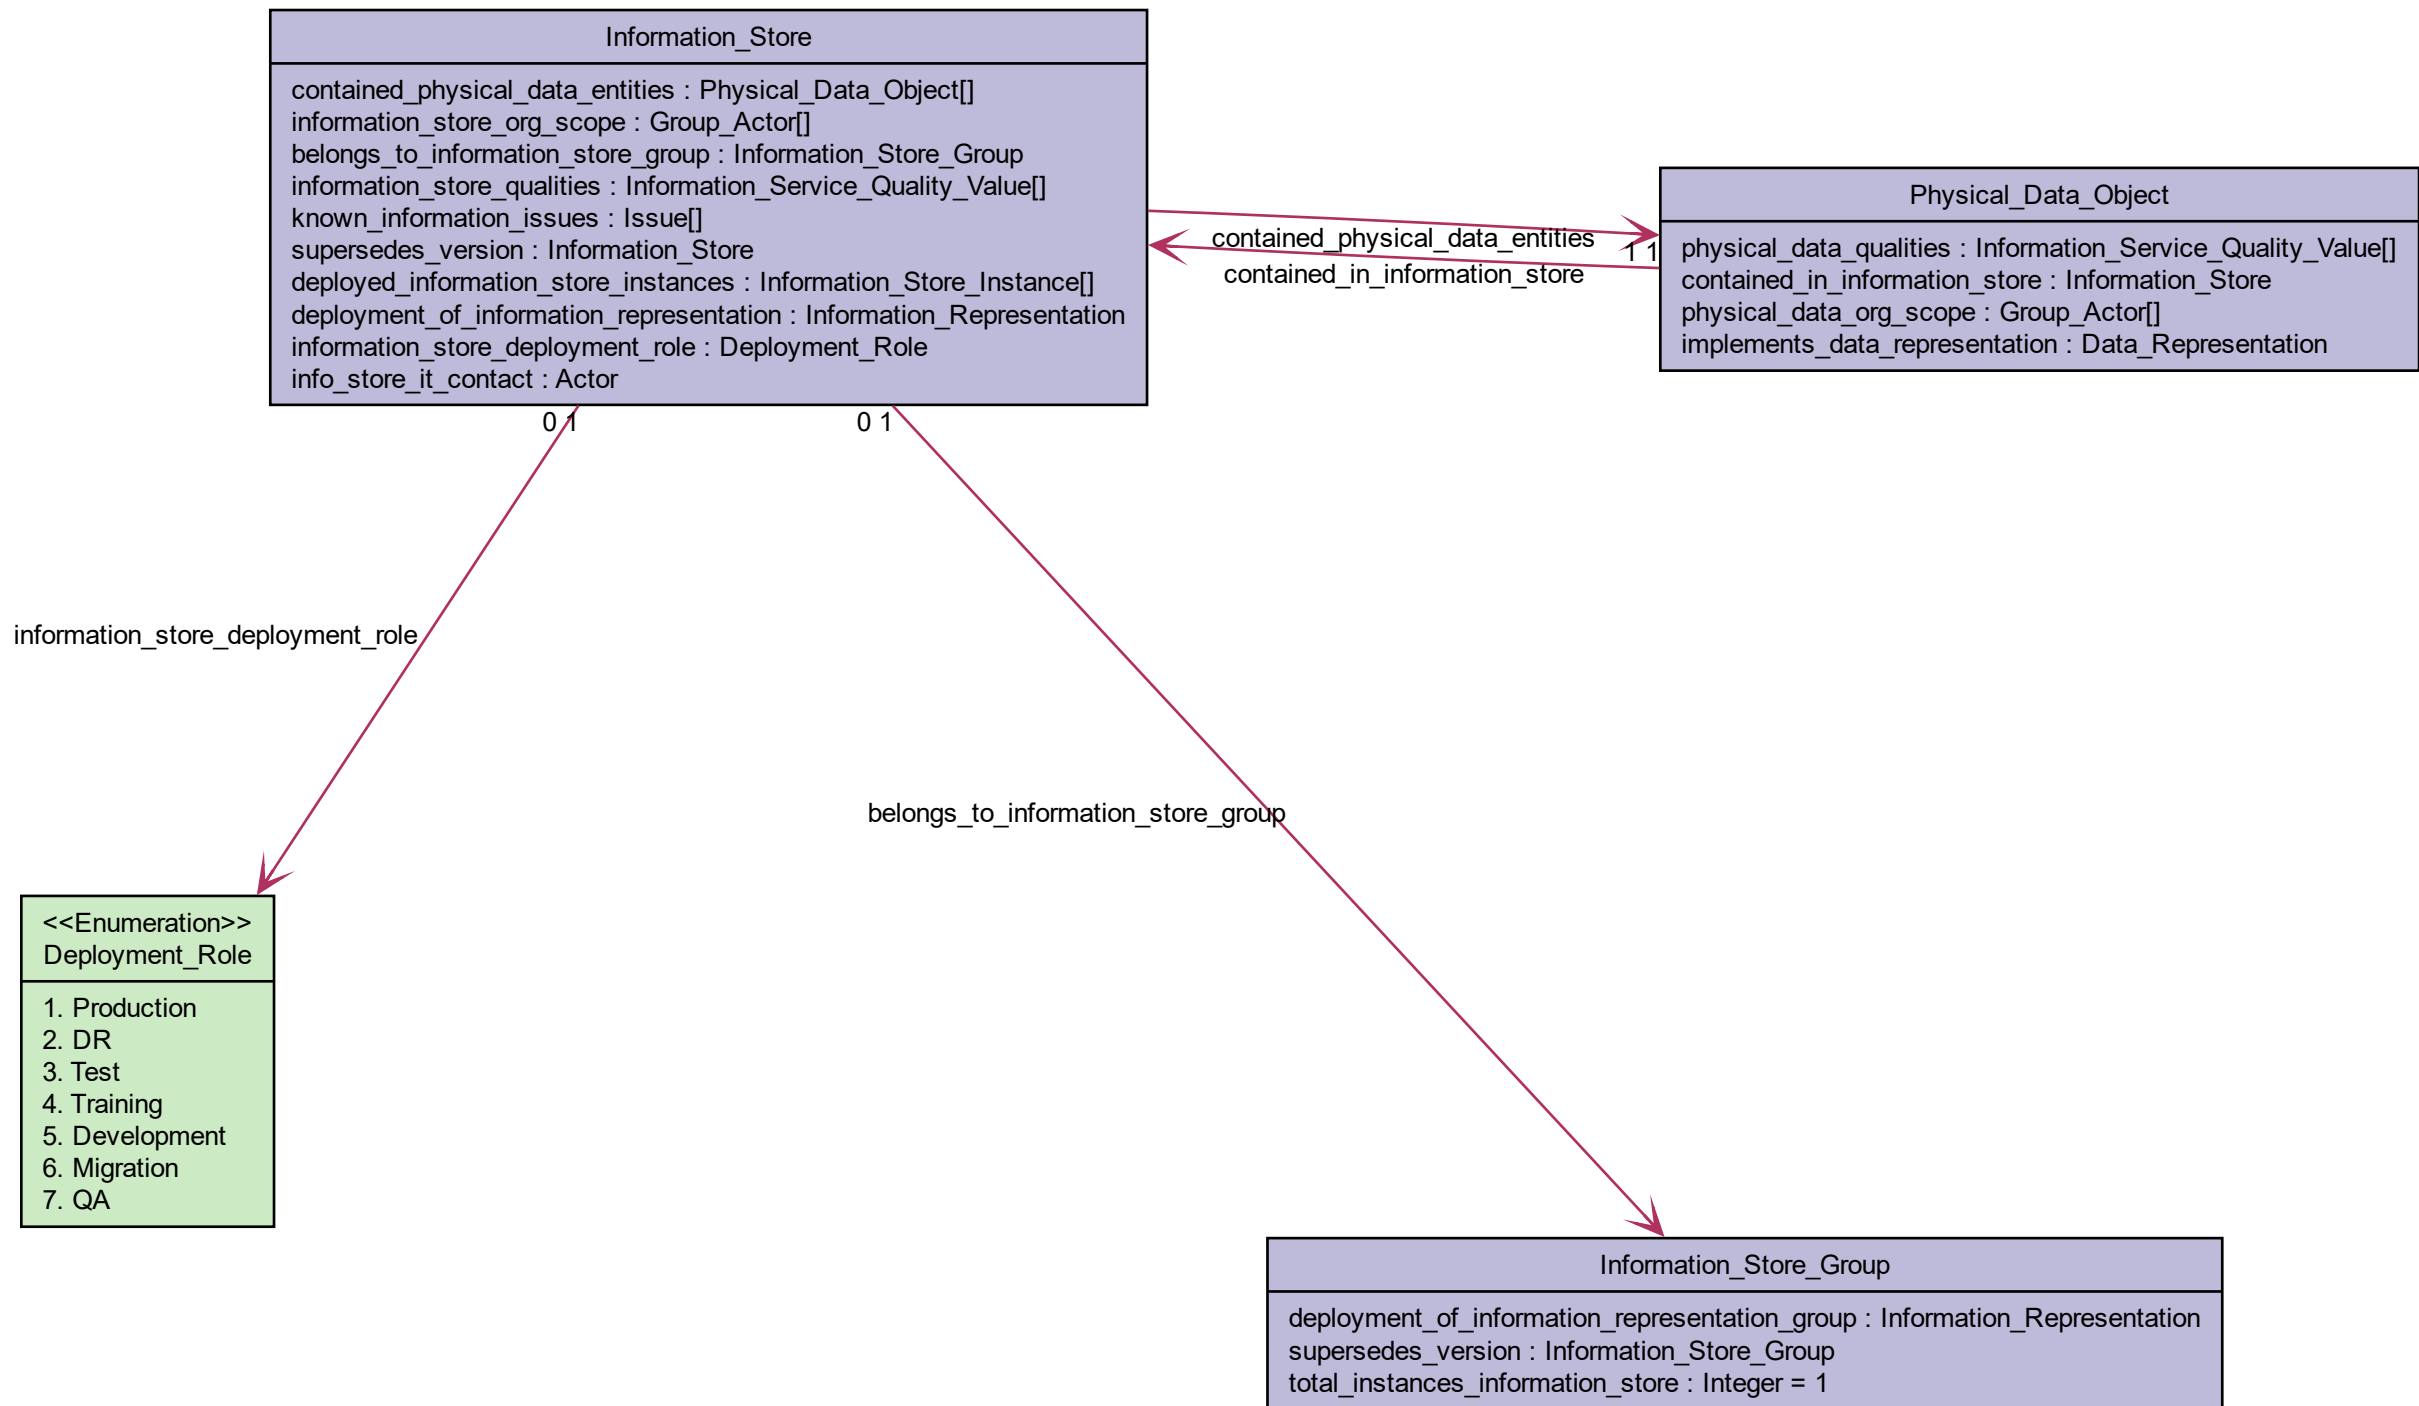 Information_Store
contained_physical_data_entities : Physical_Data_Object[]
information_store_org_scope : Group_Actor[]
belongs_to_information_store_group : Information_Store_Group
information_store_qualities : Information_Service_Quality_Value[]
known_information_issues : Issue[]
supersedes_version : Information_Store
deployed_information_store_instances : Information_Store_Instance[]
deployment_of_information_representation : Information_Representation
information_store_deployment_role : Deployment_Role
info_store_it_contact : Actor
Physical_Data_Object
physical_data_qualities : Information_Service_Quality_Value[]
contained_in_information_store : Information_Store
physical_data_org_scope : Group_Actor[]
implements_data_representation : Data_Representation
contained_physical_data_entities
1 1
contained_in_information_store
0 1
0 1
information_store_deployment_role
belongs_to_information_store_group
<<Enumeration>>
Deployment_Role
1. Production
2. DR
3. Test
4. Training
5. Development
6. Migration
7. QA
Information_Store_Group
deployment_of_information_representation_group : Information_Representation
supersedes_version : Information_Store_Group
total_instances_information_store : Integer = 1